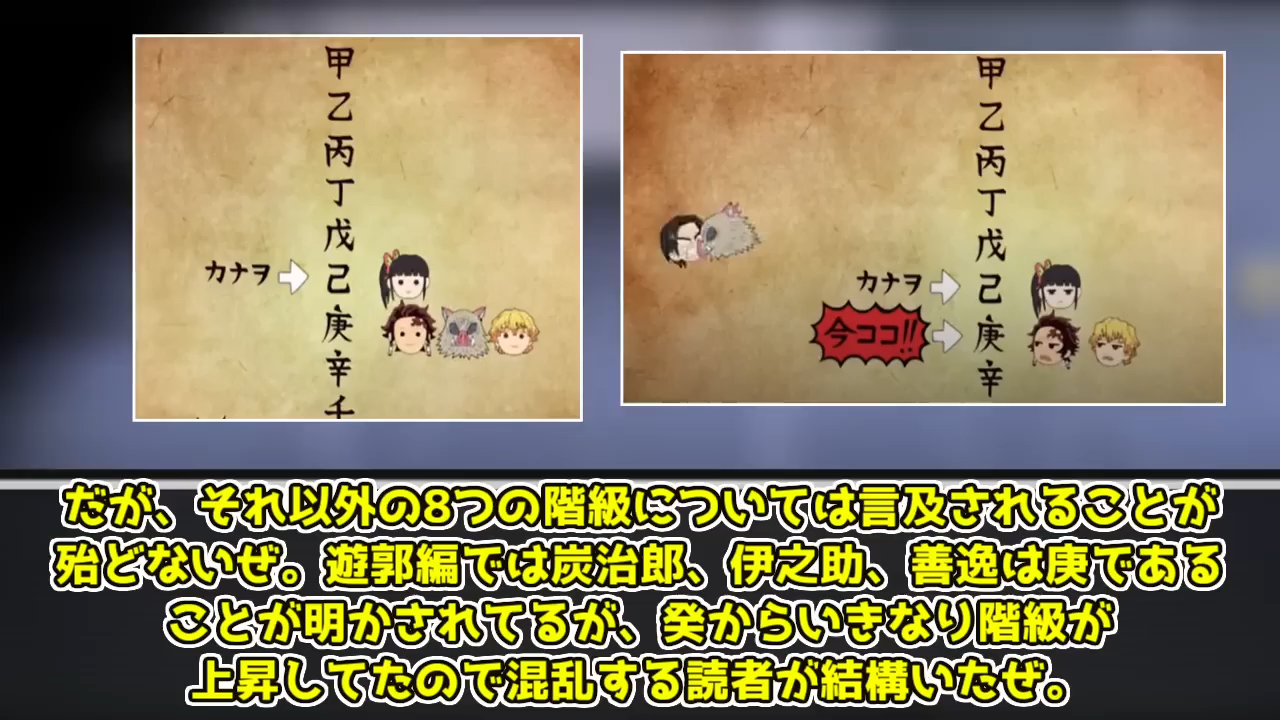 甲
乙
丙
丁
戊
カナヲ
己
庚
辛
甲
乙
丙
丁
戊
カナヲ
己
今ココ!!
庚
辛
だが、それ以外の8つの階級については言及されることが
殆どないぜ。遊郭編では炭治郎、伊之助、善逸は庚である
ことが明かされてるが、癸からいきなり階級が
上昇してたので混乱する読者が結構いたぜ。